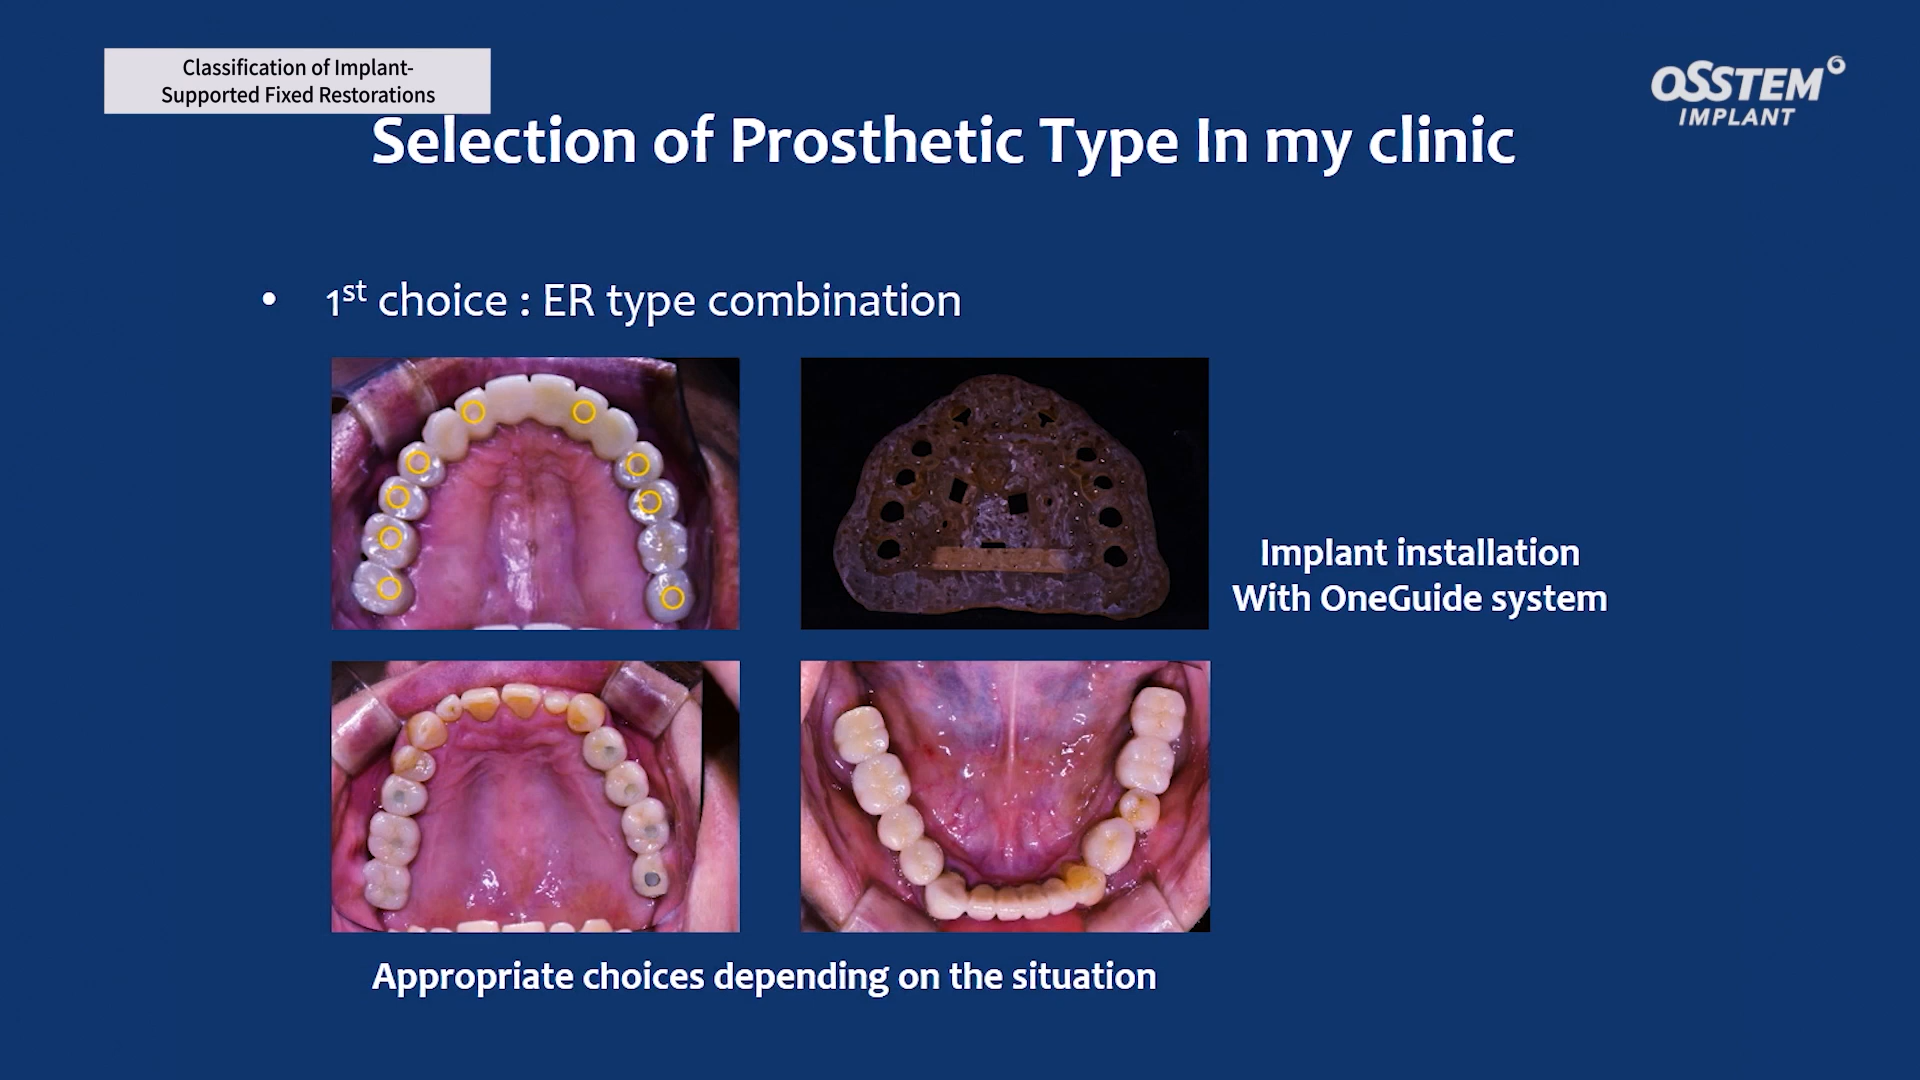 Classification of Implant-
Supported Fixed Restorations
OSSTEM
IMPLANT
Selection of Prosthetic Type In my clinic
• 1st choice : ER type combination
Implant installation
With OneGuide system
Appropriate choices depending on the situation